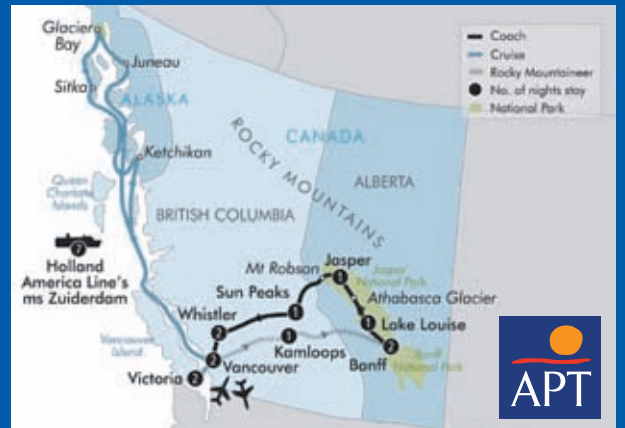 Glacier
Bay
Juneau
Sitka
ALASKA
Ketchikan
Queen
Charlotte
Islands
7
Holland
America Line's
ms Zuiderdam
Coach
Cruise
Rocky Mountaineer
No. of nights stay
National Park
CANADA
ROCKY MOUNTAINS
ALBERTA
BRITISH COLUMBIA
Mt Robson
Jasper
1
Jasper
National Park
Sun Peaks
1
Athabasca Glacier
Whistler
2
1
Lake Louise
1
Kamloops
Banff
2
Banff
National Park
Vancouver
Island
2
Vancouver
Victoria
2
APT